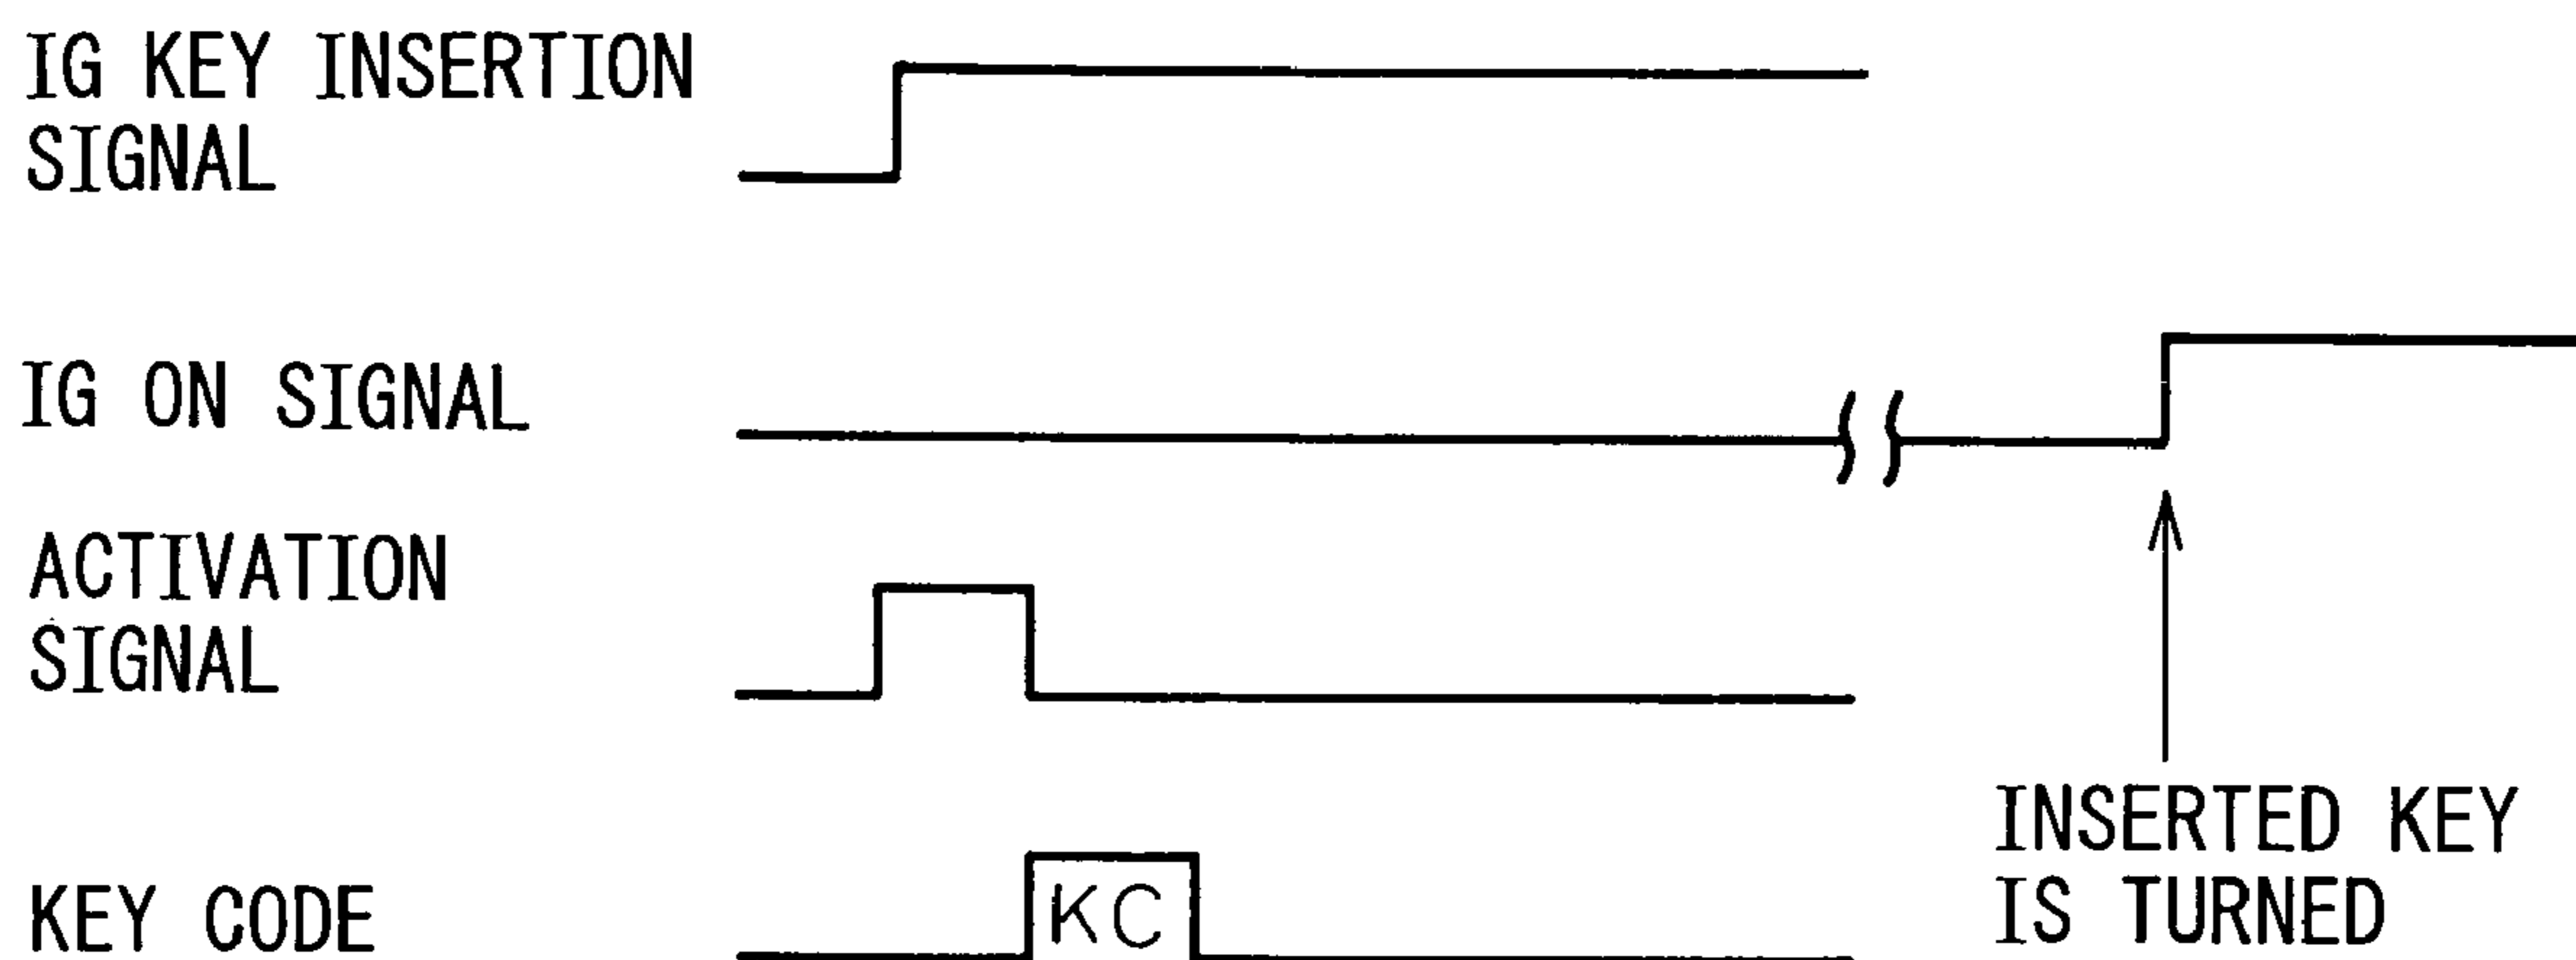 IG KEY INSERTION
SIGNAL
IG ON SIGNAL
ACTIVATION
SIGNAL
INSERTED KEY
IS TURNED
KEY CODE
KC